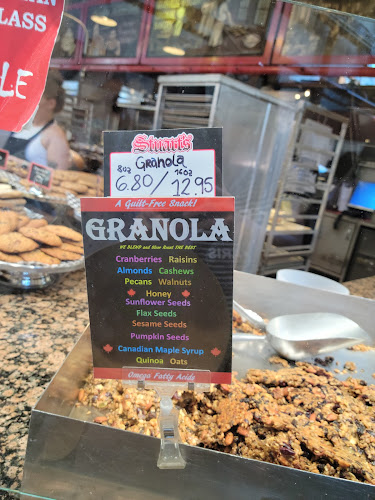 LASS
LE
Stuart's
Granola
8oz 16oz
6.80/12.95
A Guilt-Free Snack!
GRANOLA
WE BLEND and Slow Roast THE BEST
Cranberries Raisins
Almonds Cashews
Pecans Walnuts
Honey
Sunflower Seeds
Flax Seeds
Sesame Seeds
Pumpkin Seeds
Canadian Maple Syrup
Quinoa Oats
Omega Fatty Acids